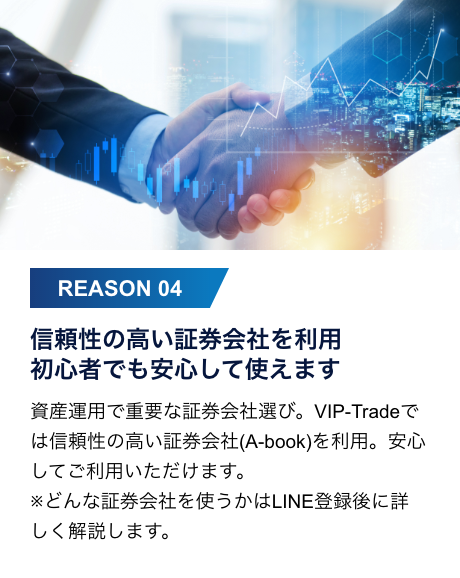 REASON 04
信頼性の高い証券会社を利用
初心者でも安心して使えます
資産運用で重要な証券会社選び。VIP-Tradeで
は信頼性の高い証券会社(A-book)を利用。安心
してご利用いただけます。
※どんな証券会社を使うかはLINE登録後に詳
しく解説します。